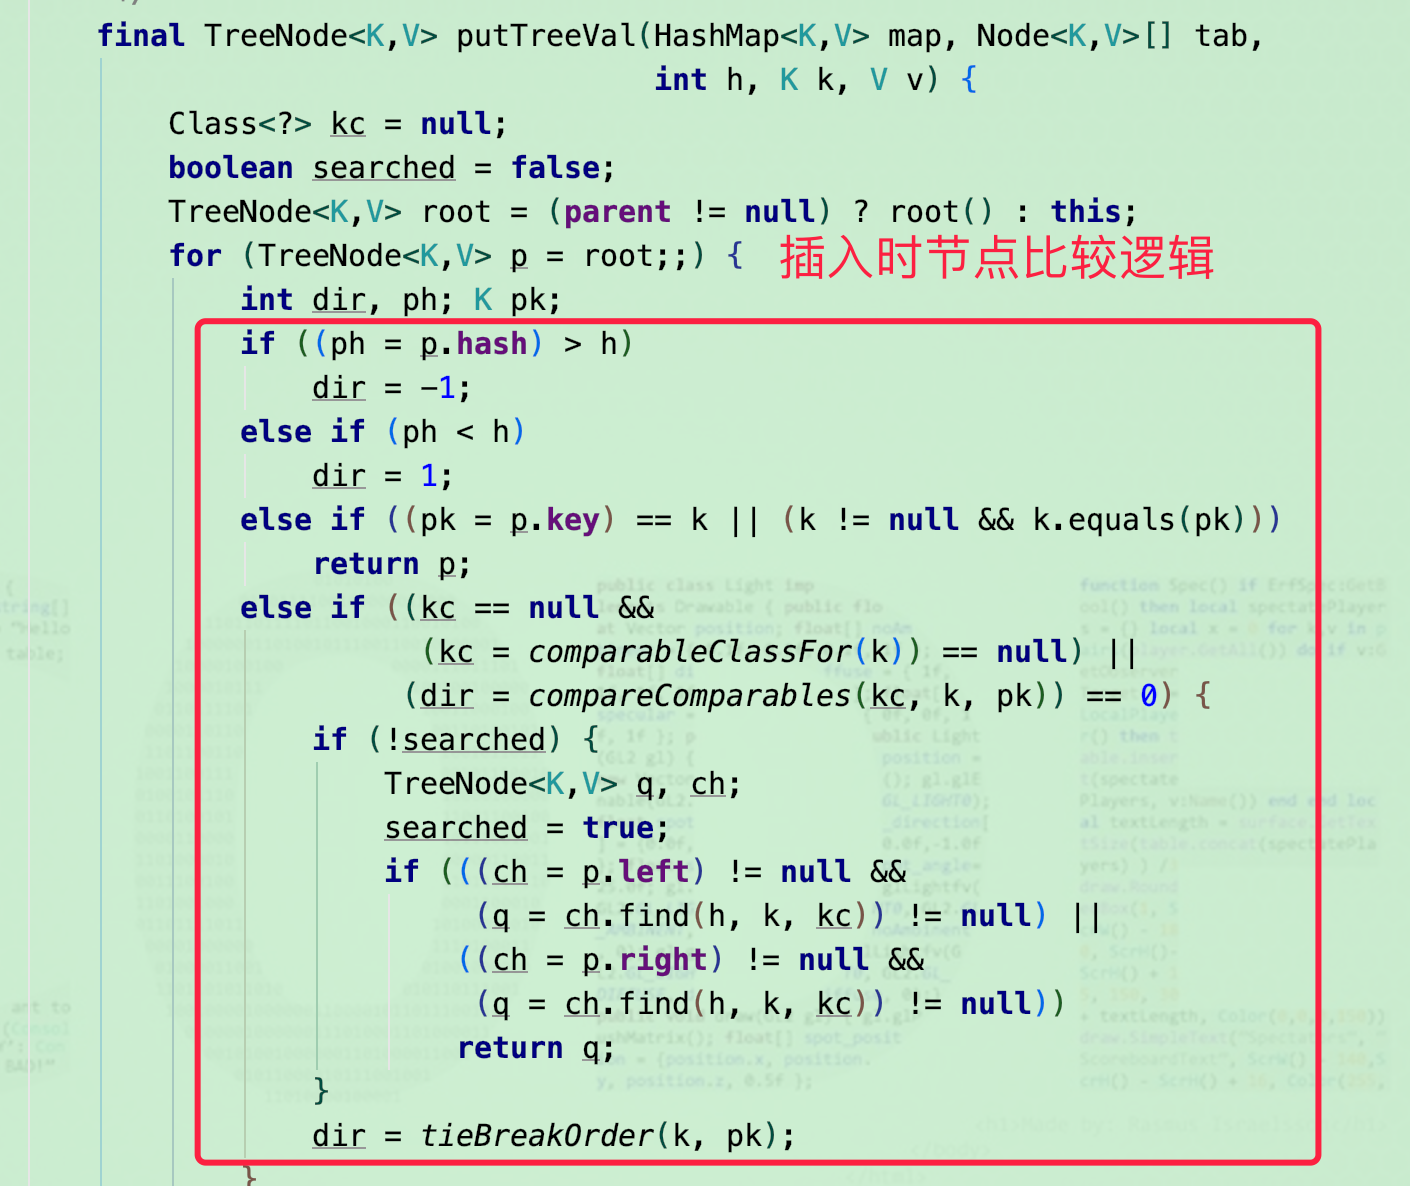 final TreeNode<K,V> putTreeVal(HashMap<K,V> map, Node<K,V>[] tab,
int h, K k, V v) {
Class<?> kc = null;
boolean searched = false;
TreeNode<K,V> root = (parent != null) ? root() : this;
for (TreeNode<K,V> p = root;;) { 插入时节点比较逻辑
int dir, ph; K pk;
if ((ph = p.hash) > h)
dir = -1;
else if (ph < h)
dir = 1;
else if ((pk = p.key) == k || (k != null && k.equals(pk)))
return p;
else if ((kc == null &&
(kc = comparableClassFor(k)) == null) ||
(dir = compareComparables(kc, k, pk)) == 0) {
if (!searched) {
TreeNode<K,V> q, ch;
searched = true;
if (((ch = p.left) != null &&
(q = ch.find(h, k, kc)) != null) ||
((ch = p.right) != null &&
(q = ch.find(h, k, kc)) != null))
return q;
}
dir = tieBreakOrder(k, pk);
}